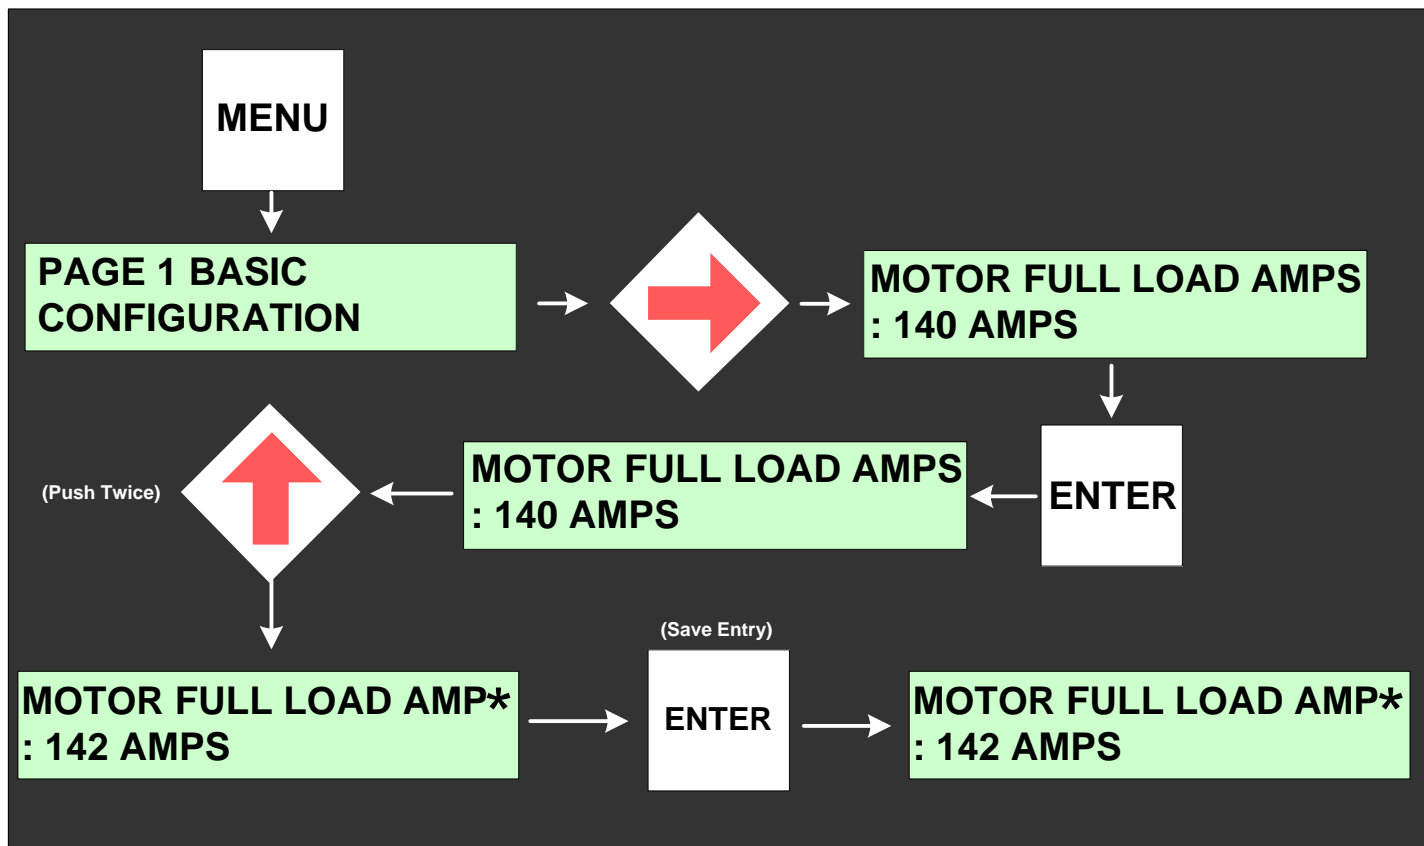 MENU
PAGE 1 BASIC
CONFIGURATION
MOTOR FULL LOAD AMPS
: 140 AMPS
ENTER
MOTOR FULL LOAD AMPS
: 140 AMPS
(Push Twice)
MOTOR FULL LOAD AMP*
: 142 AMPS
(Save Entry)
ENTER
MOTOR FULL LOAD AMP*
: 142 AMPS